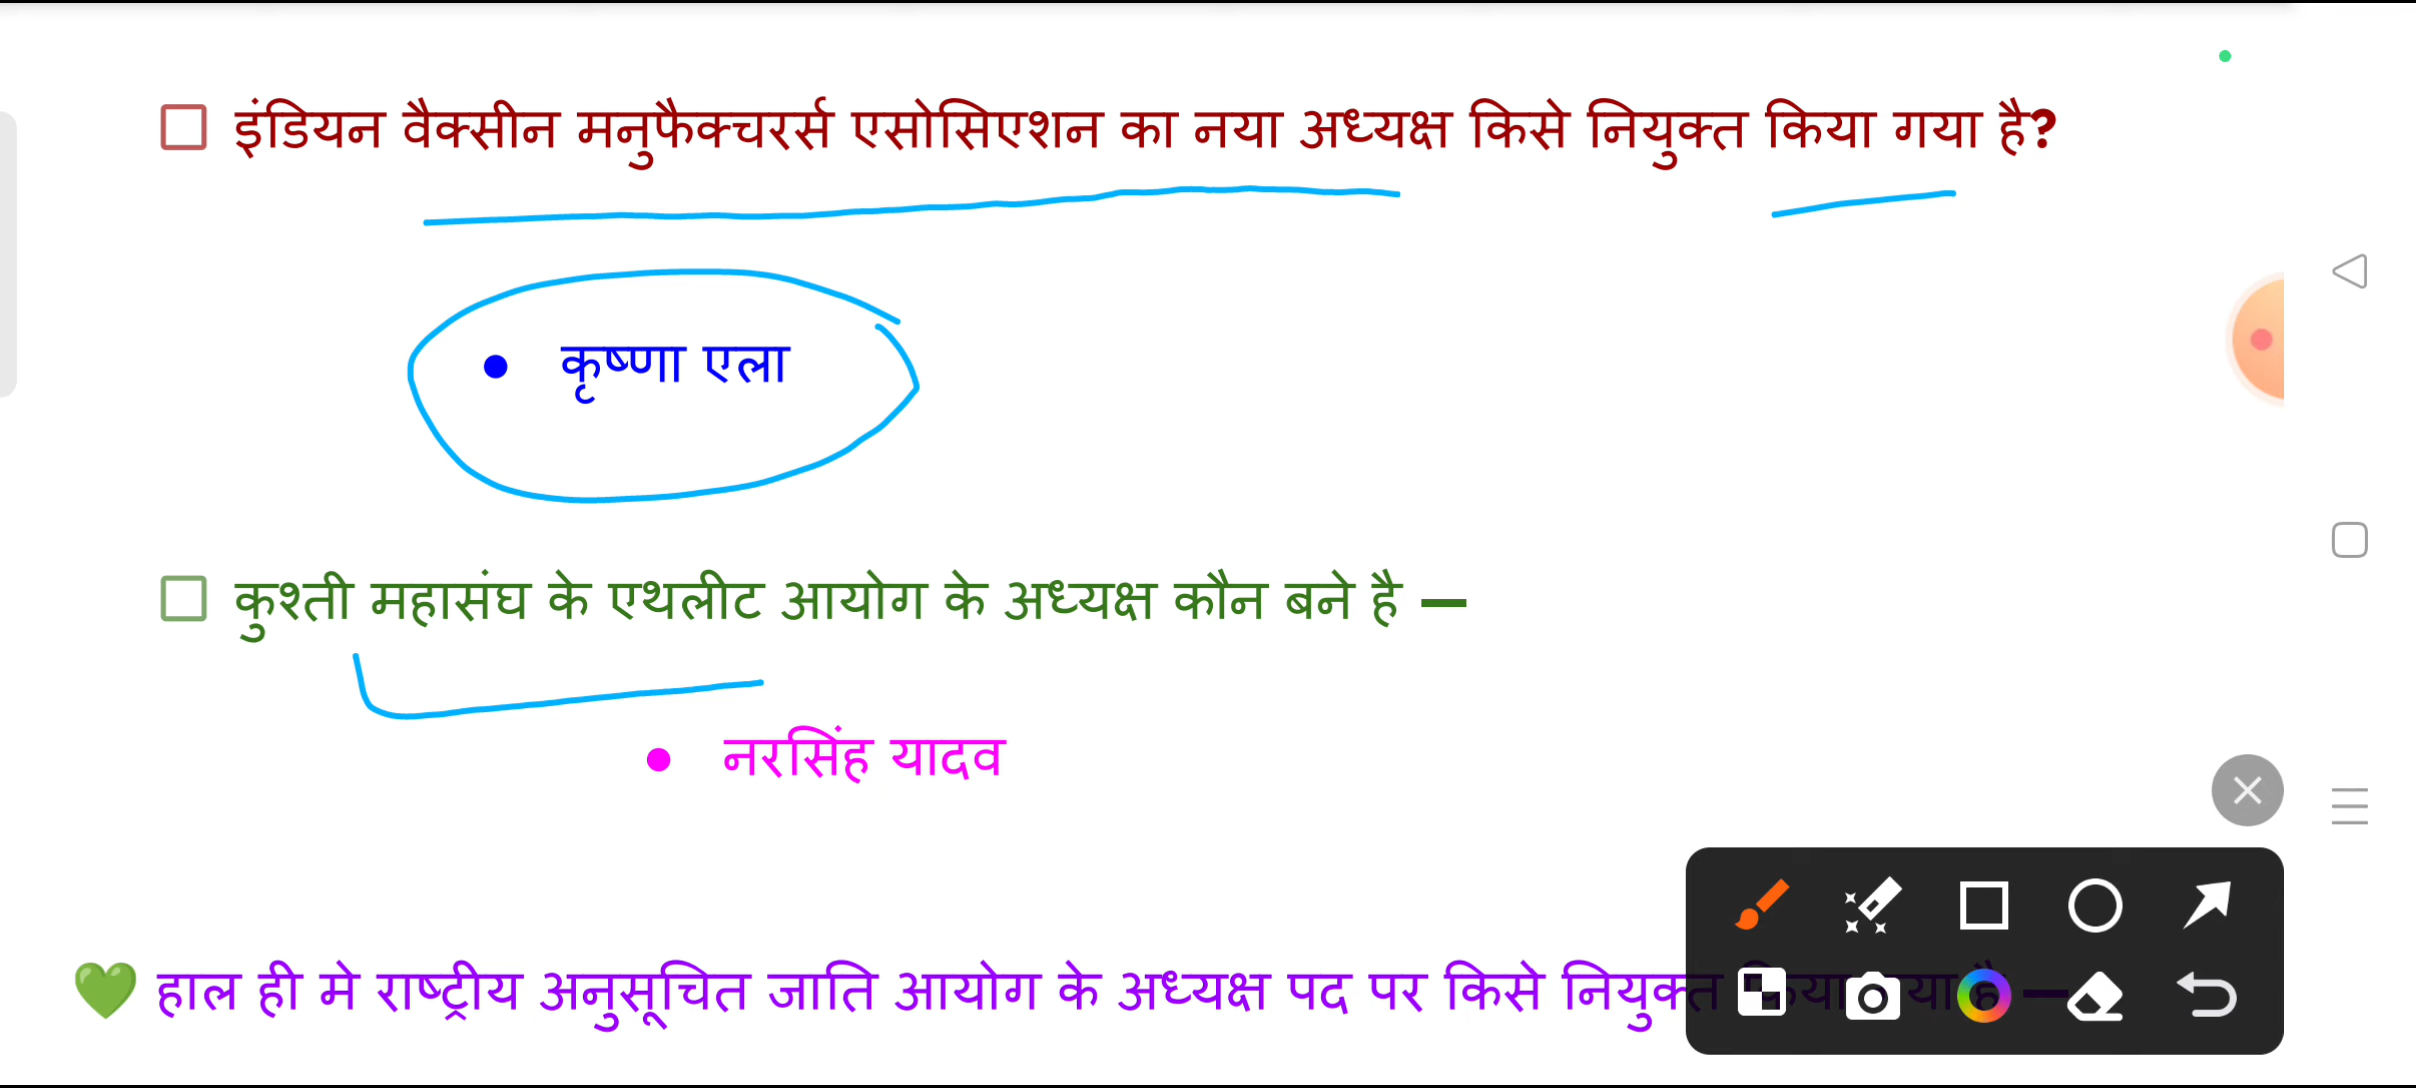 इंडियन वैक्सीन मनुफैक्चरर्स एसोसिएशन का नया अध्यक्ष किसे नियुक्त किया गया है?
• कृष्णा एला
कुश्ती महासंघ के एथलीट आयोग के अध्यक्ष कौन बने है —
• नरसिंह यादव
हाल ही मे राष्ट्रीय अनुसूचित जाति आयोग के अध्यक्ष पद पर किसे नियुक्त किया गया है —